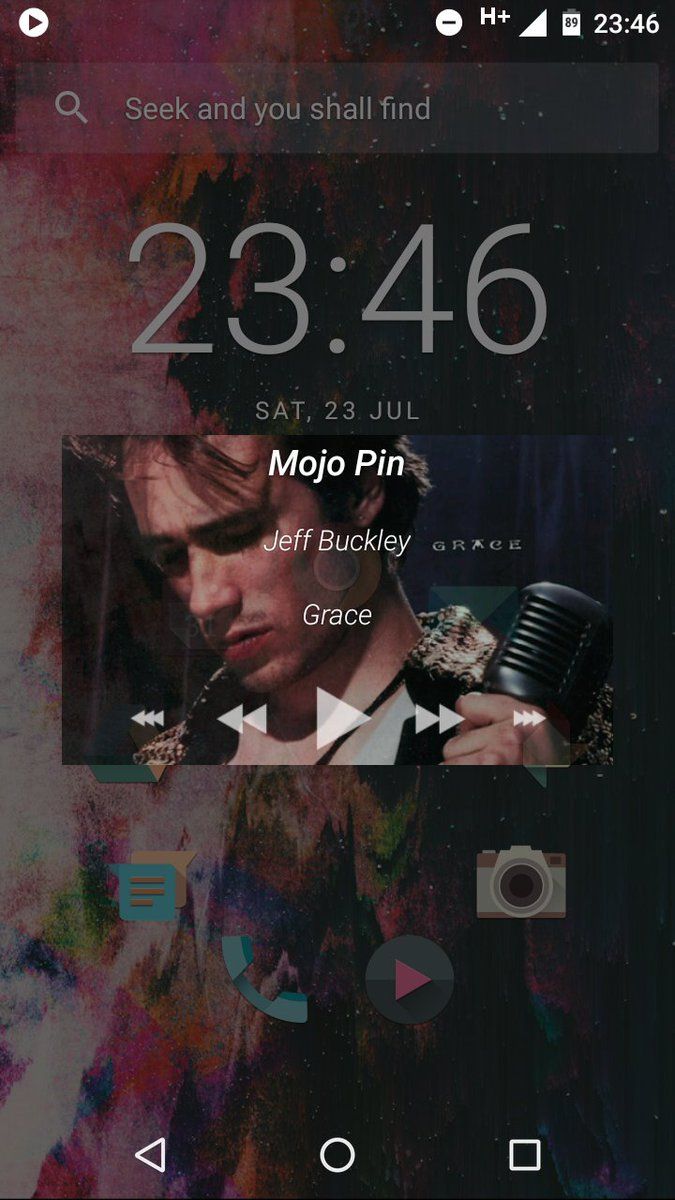 H+ 89 23:46
Seek and you shall find
23:46
SAT, 23 JUL
Mojo Pin
Jeff Buckley
GRACE
Grace